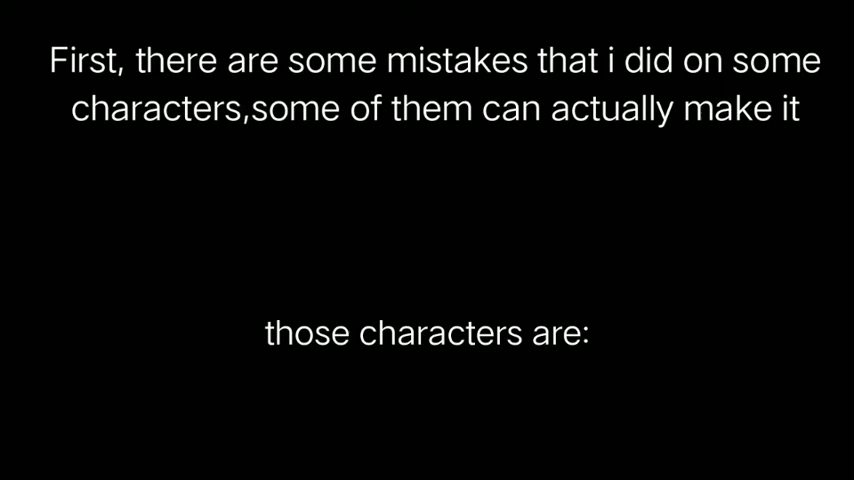 First, there are some mistakes that i did on some
characters,some of them can actually make it
those characters are: